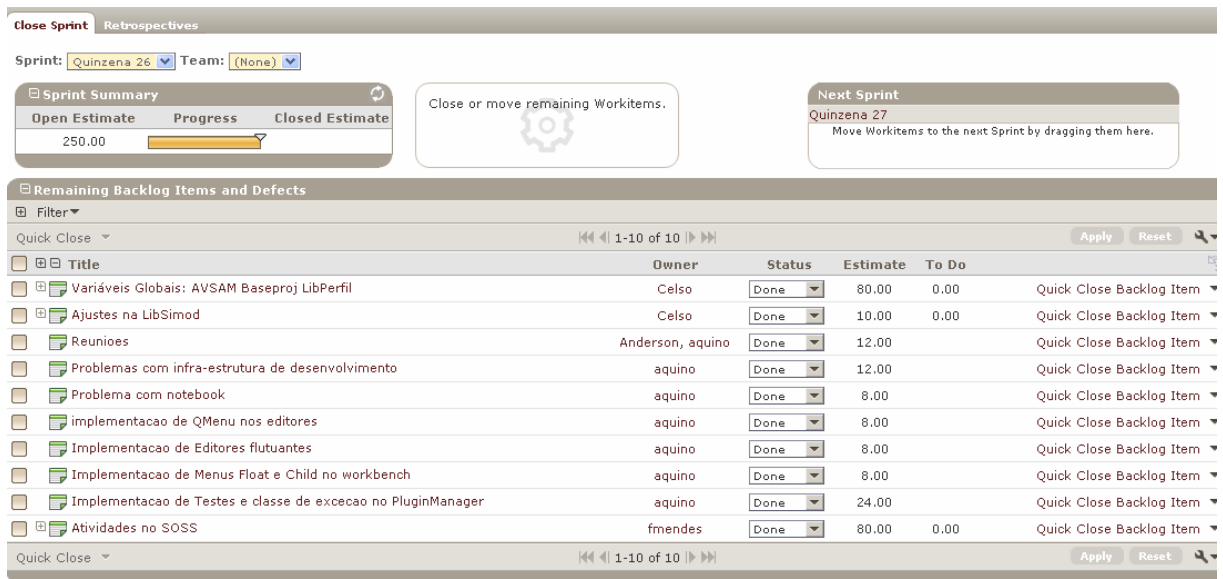 Close Sprint Retrospectives
Sprint: Quinzena 26 Team: (None)
Sprint Summary
Open Estimate Progress Closed Estimate
250.00
Close or move remaining Workitems.
Next Sprint
Quinzena 27
Move Workitems to the next Sprint by dragging them here.
Remaining Backlog Items and Defects
Filter
Quick Close 1-10 of 10 Apply Reset
Title Owner Status Estimate To Do
Variáveis Globais: AVSAM Baseproj LibPerfil Celso Done 80.00 0.00 Quick Close Backlog Item
Ajustes na LibSimod Celso Done 10.00 0.00 Quick Close Backlog Item
Reunioes Anderson, aquino Done 12.00 Quick Close Backlog Item
Problemas com infra-estrutura de desenvolvimento aquino Done 12.00 Quick Close Backlog Item
Problema com notebook aquino Done 8.00 Quick Close Backlog Item
implementacao de QMenu nos editores aquino Done 8.00 Quick Close Backlog Item
Implementacao de Editores flutuantes aquino Done 8.00 Quick Close Backlog Item
Implementacao de Menus Float e Child no workbench aquino Done 8.00 Quick Close Backlog Item
Implementacao de Testes e classe de excecao no PluginManager aquino Done 24.00 Quick Close Backlog Item
Atividades no SOSS fmendes Done 80.00 0.00 Quick Close Backlog Item
Quick Close 1-10 of 10 Apply Reset